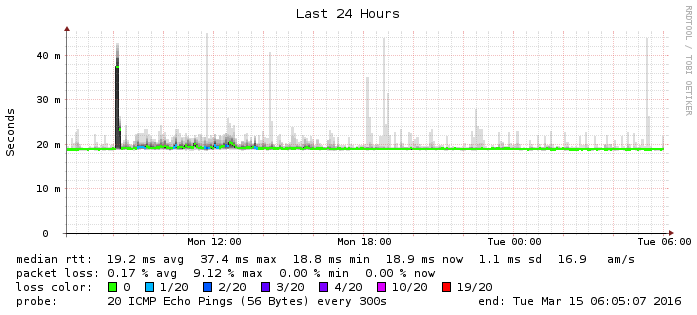 Last 24 Hours
RRDTOOL / TOBI OETIKER
Seconds
40 m
30 m
20 m
10 m
0
Mon 12:00 Mon 18:00 Tue 00:00 Tue 06:00
median rtt: 19.2 ms avg 37.4 ms max 18.8 ms min 18.9 ms now 1.1 ms sd 16.9 am/s
packet loss: 0.17 % avg 9.12 % max 0.00 % min 0.00 % now
loss color: 0 1/20 2/20 3/20 4/20 10/20 19/20
probe: 20 ICMP Echo Pings (56 Bytes) every 300s end: Tue Mar 15 06:05:07 2016